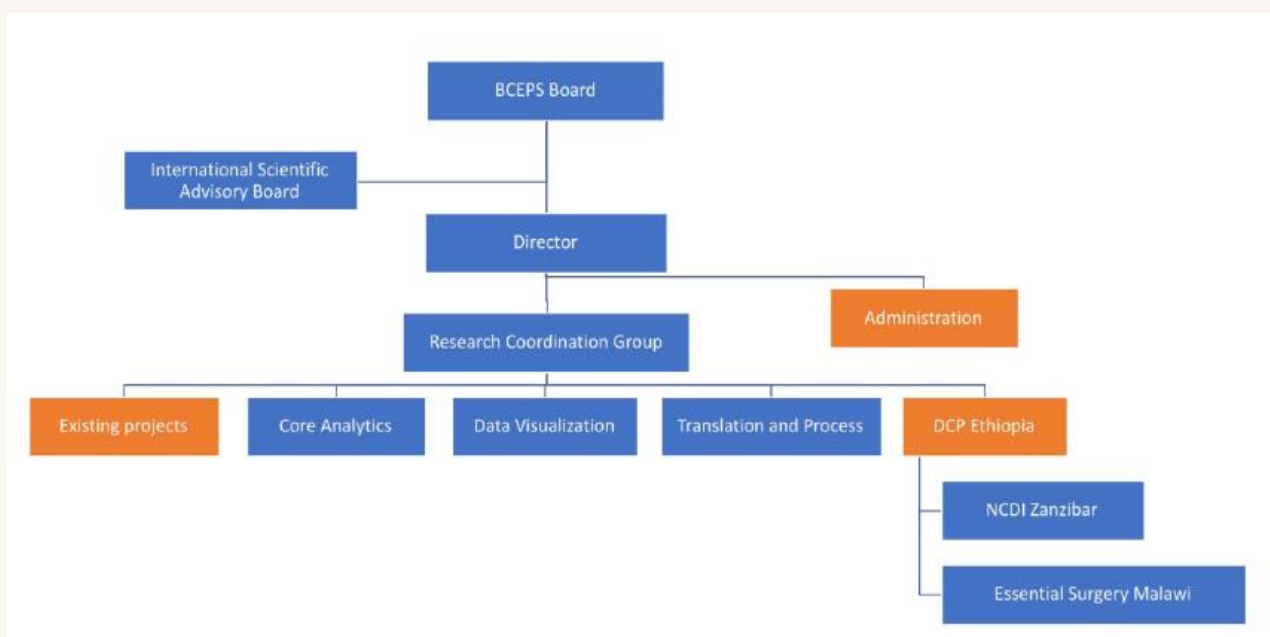 BCEPS Board
International Scientific
Advisory Board
Director
Administration
Research Coordination Group
Existing projects
Core Analytics
Data Visualization
Translation and Process
DCP Ethiopia
NCDI Zanzibar
Essential Surgery Malawi